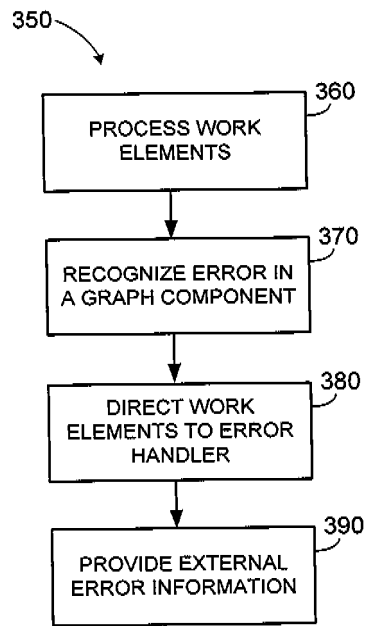 350
360
PROCESS WORK
ELEMENTS
370
RECOGNIZE ERROR IN
A GRAPH COMPONENT
380
DIRECT WORK
ELEMENTS TO ERROR
HANDLER
390
PROVIDE EXTERNAL
ERROR INFORMATION